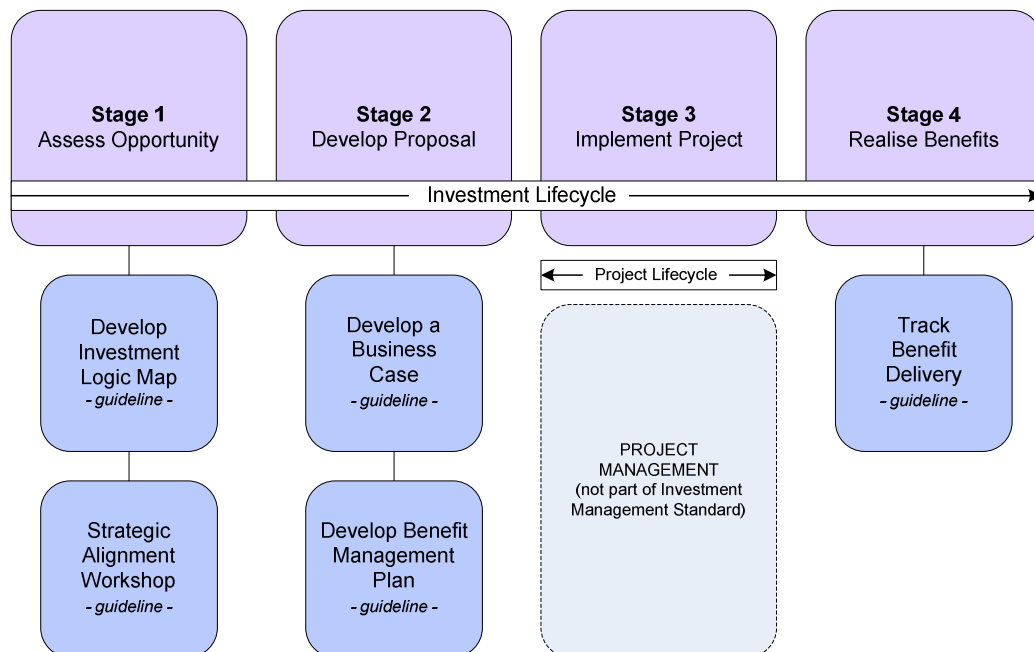 Stage 1
Assess Opportunity
Stage 2
Develop Proposal
Stage 3
Implement Project
Stage 4
Realise Benefits
Investment Lifecycle
Project Lifecycle
Develop
Investment
Logic Map
- guideline -
Develop a
Business
Case
- guideline -
Track
Benefit
Delivery
- guideline -
PROJECT
MANAGEMENT
(not part of Investment
Management Standard)
Strategic
Alignment
Workshop
- guideline -
Develop Benefit
Management
Plan
- guideline -